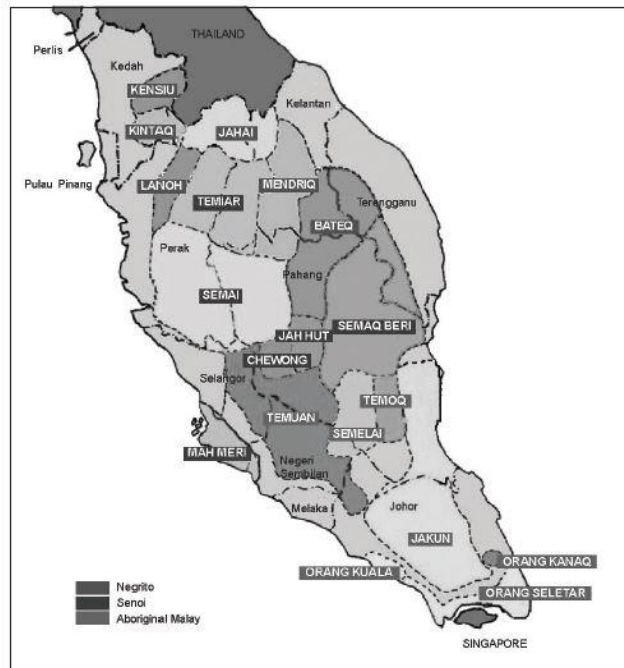 THAILAND
Perlis
Kedah
KENSIU
Kelantan
KINTAQ
JAHAI
Pulau Pinang
LANOH
MENDRIQ
TEMIAR
Terengganu
BATEQ
Perak
Pahang
SEMAI
JAH HUT
SEMAQ BERI
CHEWONG
Selangor
TEMOQ
TEMUAN
SEMELAI
MAH MERI
Negeri
Sembilan
Melaka
Johor
JAKUN
ORANG KANAQ
ORANG KUALA
ORANG SELETAR
Negrito
Senoi
Aboriginal Malay
SINGAPORE